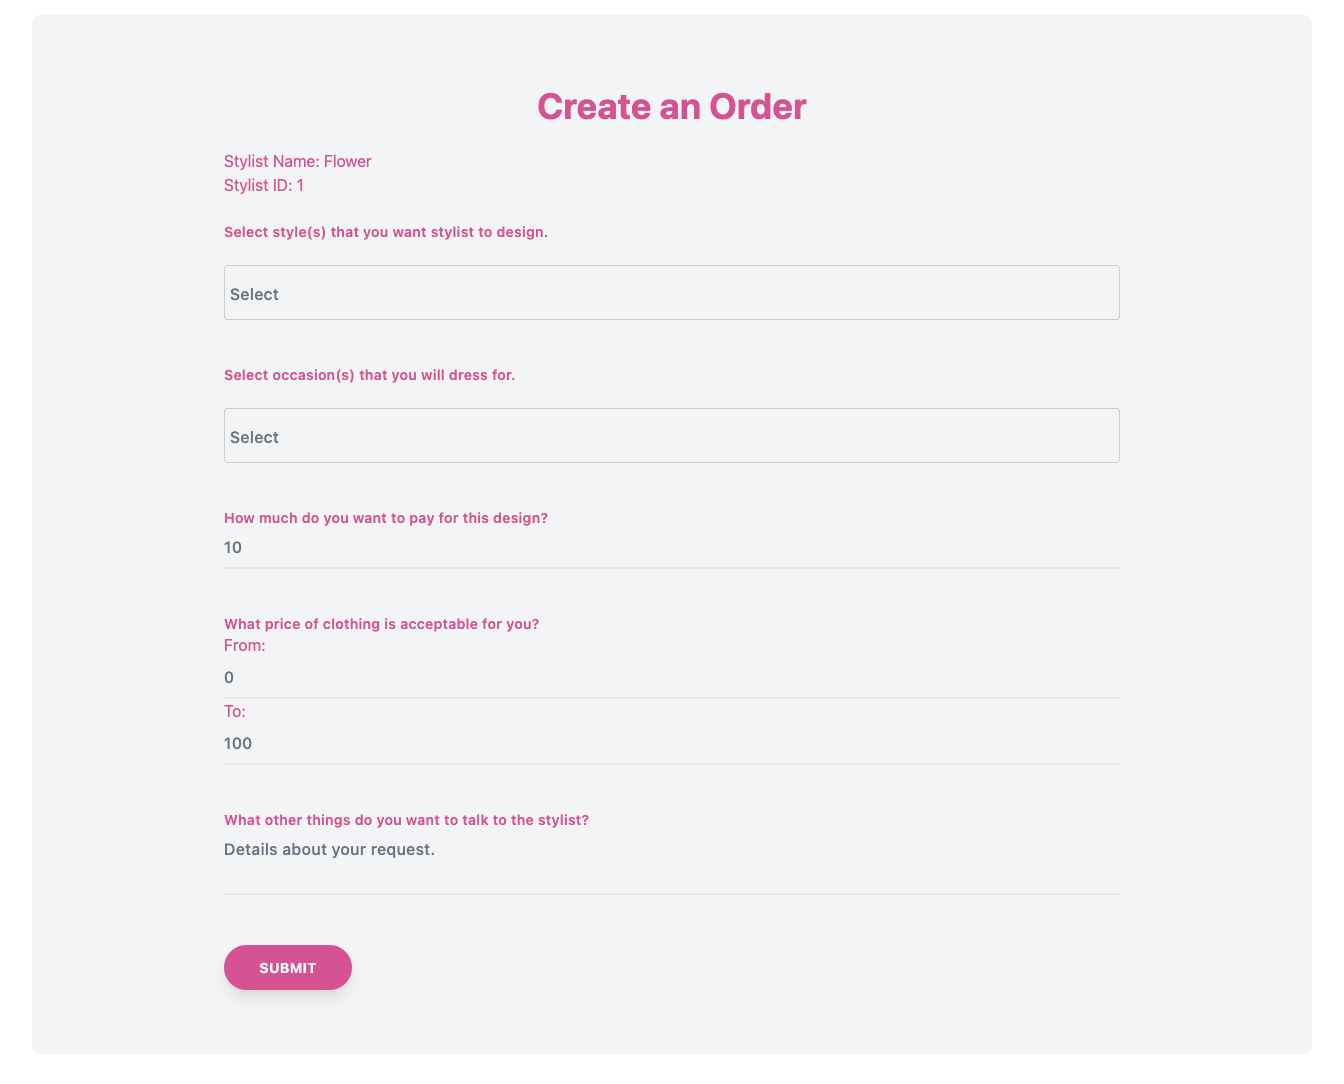 Create an Order
Stylist Name: Flower
Stylist ID: 1
Select style(s) that you want stylist to design.
Select
Select occasion(s) that you will dress for.
Select
How much do you want to pay for this design?
10
What price of clothing is acceptable for you?
From:
0
To:
100
What other things do you want to talk to the stylist?
Details about your request.
SUBMIT